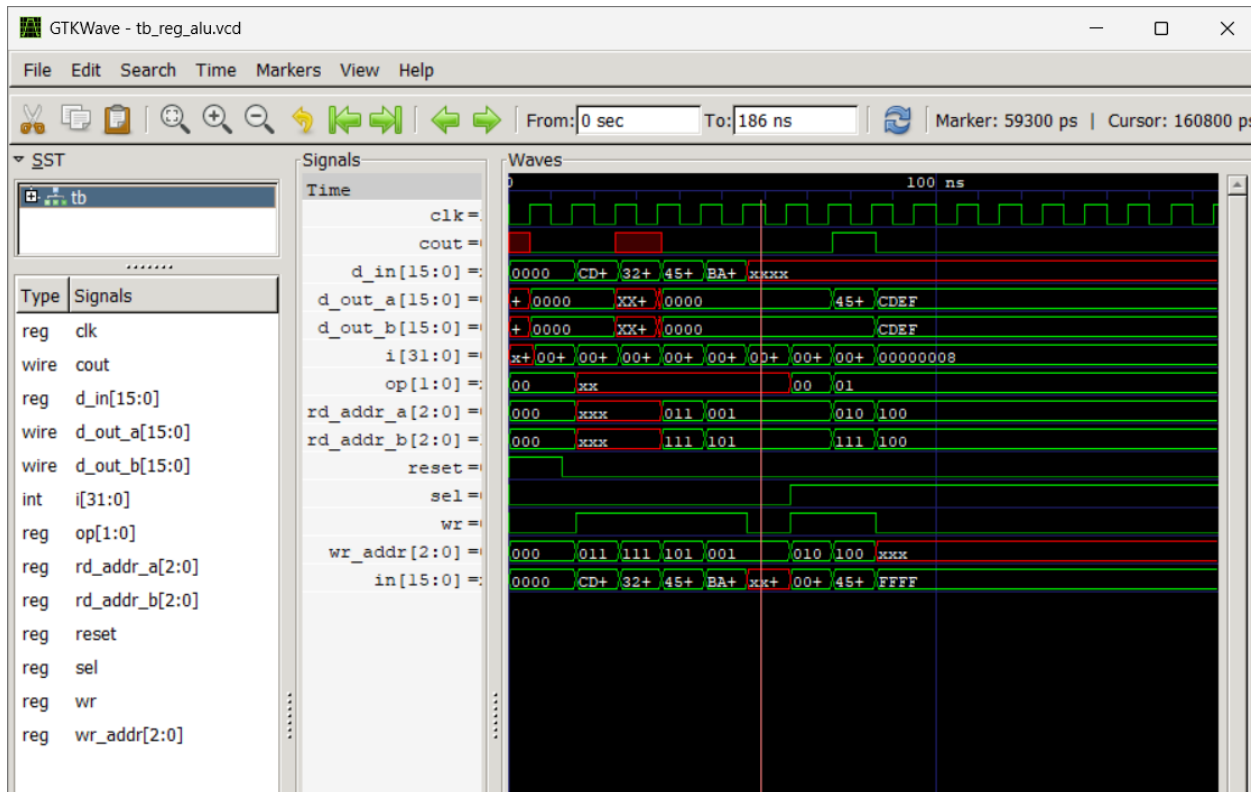 GTKWave - tb_reg_alu.vcd
File Edit Search Time Markers View Help
From: 0 sec To: 186 ns Marker: 59300 ps | Cursor: 160800 ps
SST
tb
Type Signals
reg clk
wire cout
reg d_in[15:0]
wire d_out_a[15:0]
wire d_out_b[15:0]
int i[31:0]
reg op[1:0]
reg rd_addr_a[2:0]
reg rd_addr_b[2:0]
reg reset
reg sel
reg wr
reg wr_addr[2:0]
Signals
Time
clk =
cout =
d_in[15:0] =
d_out_a[15:0] =
d_out_b[15:0] =
i[31:0] =
op[1:0] =
rd_addr_a[2:0] =
rd_addr_b[2:0] =
reset =
sel =
wr =
wr_addr[2:0] =
in[15:0] =
Waves
100 ns
0000 CD+ 32+ 45+ BA+ xxxx
+ 0000 XX+ 0000 45+ CDEF
+ 0000 XX+ 0000 CDEF
x+ 00+ 00+ 00+ 00+ 00+ 00+ 00+ 00+ 00000008
00 xx 00 01
000 xxx 011 001 010 100
000 xxx 111 101 111 100
000 011 111 101 001 010 100 xxx
0000 CD+ 32+ 45+ BA+ xx+ 00+ 45+ FFFF